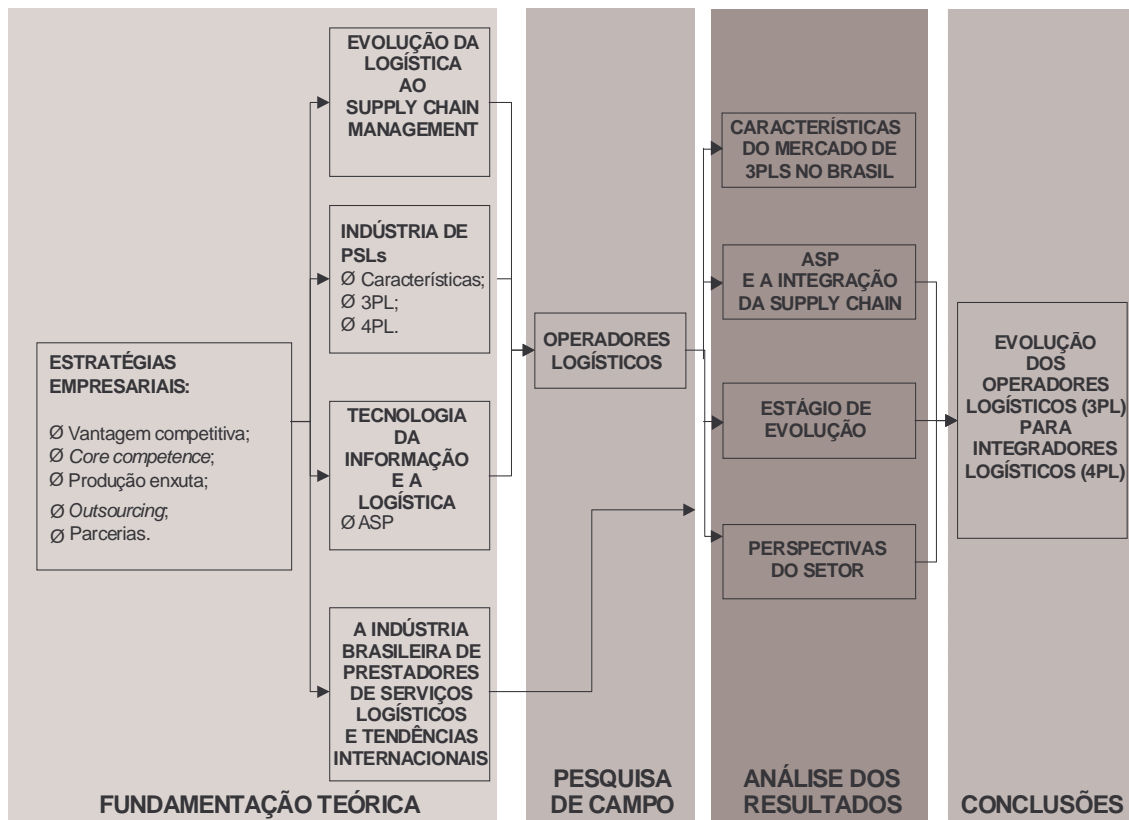 ESTRATÉGIAS
EMPRESARIAIS:
Ø Vantagem competitiva;
Ø Core competence;
Ø Produção enxuta;
Ø Outsourcing;
Ø Parcerias.
EVOLUÇÃO DA
LOGÍSTICA
AO
SUPPLY CHAIN
MANAGEMENT
INDÚSTRIA DE
PSLs
Ø Características;
Ø 3PL;
Ø 4PL.
TECNOLOGIA
DA
INFORMAÇÃO
E A
LOGÍSTICA
Ø ASP
A INDÚSTRIA
BRASILEIRA DE
PRESTADORES
DE SERVIÇOS
LOGÍSTICOS
E TENDÊNCIAS
INTERNACIONAIS
FUNDAMENTAÇÃO TEÓRICA
OPERADORES
LOGÍSTICOS
PESQUISA
DE CAMPO
CARACTERÍSTICAS
DO MERCADO DE
3PLS NO BRASIL
ASP
E A INTEGRAÇÃO
DA SUPPLY CHAIN
ESTÁGIO DE
EVOLUÇÃO
PERSPECTIVAS
DO SETOR
ANÁLISE DOS
RESULTADOS
EVOLUÇÃO
DOS
OPERADORES
LOGÍSTICOS (3PL)
PARA
INTEGRADORES
LOGÍSTICOS (4PL)
CONCLUSÕES